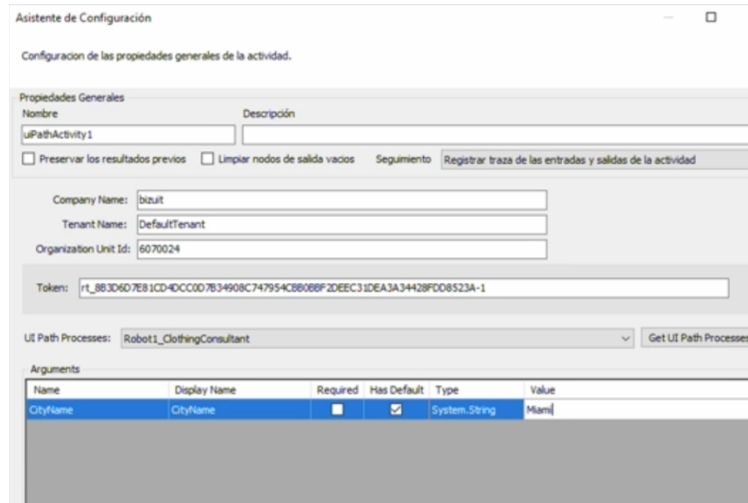 Asistente de Configuración
Configuracion de las propiedades generales de la actividad.
Propiedades Generales
Nombre Descripción
uiPathActivity1
Preservar los resultados previos Limpiar nodos de salida vacios Seguimiento Registrar traza de las entradas y salidas de la actividad
Company Name: bizuit
Tenant Name: DefaultTenant
Organization Unit Id: 6070024
Token: rt_8B3D6D7E81CD4DCC0D7B34908C747954CBB0BBF2DEEC31DEA3A34428FDD8523A-1
UI Path Processes: Robot1_ClothingConsultant Get UI Path Processes
Arguments
Name Display Name Required Has Default Type Value
CityName CityName System.String Miami